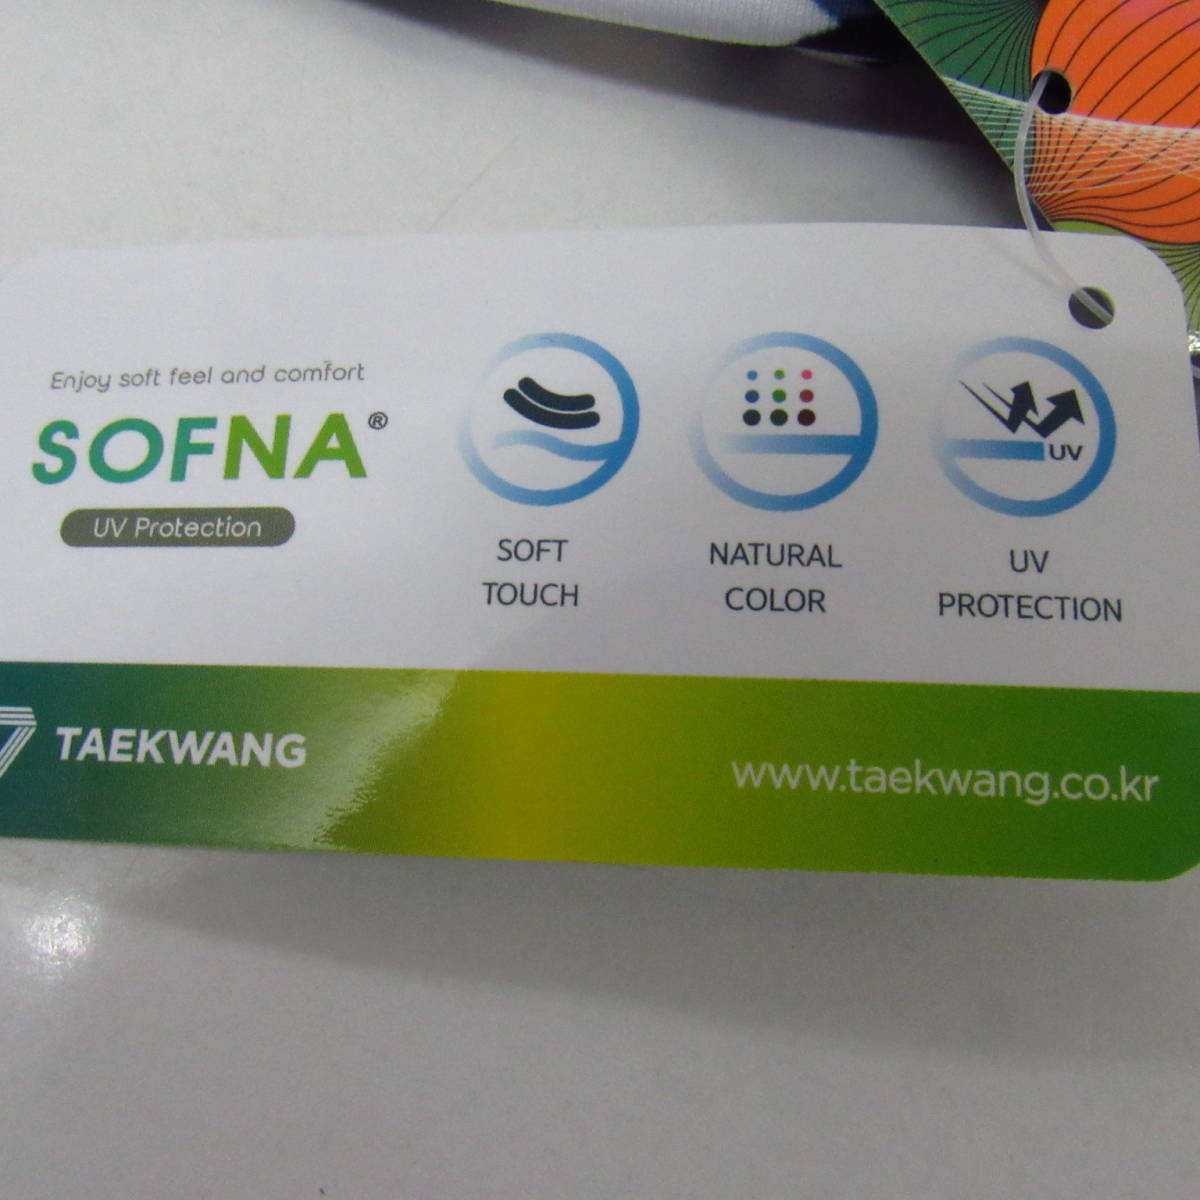 Enjoy soft feel and comfort
SOFNA®
UV Protection
UV
SOFT
TOUCH
NATURAL
COLOR
UV
PROTECTION
TAEKWANG
www.taekwang.co.kr